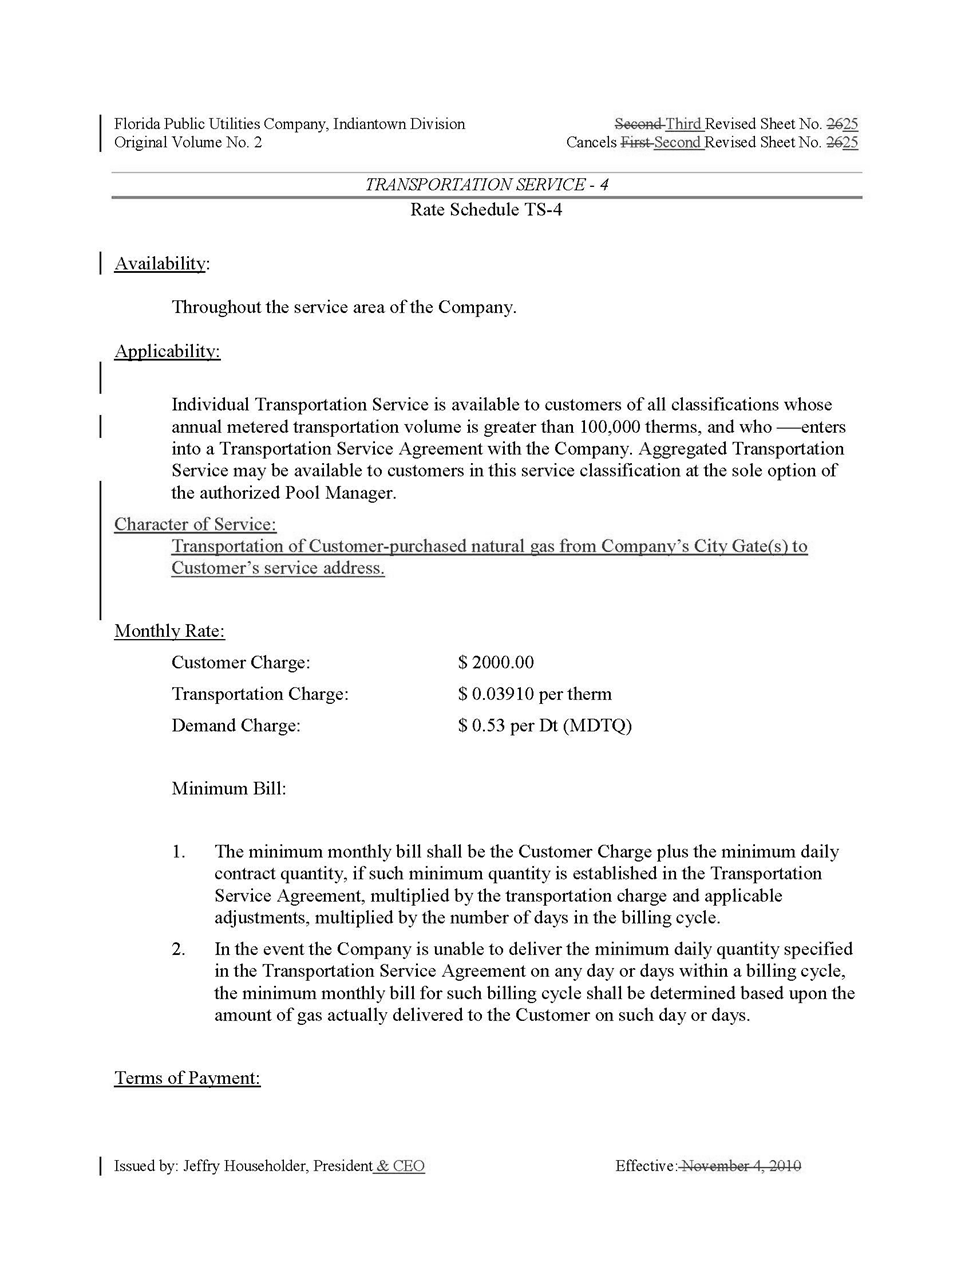 Florida Public Utilities Company, Indiantown Division Second Third Revised Sheet No. 2625
Original Volume No. 2 Cancels First Second Revised Sheet No. 2625
TRANSPORTATION SERVICE - 4
Rate Schedule TS-4
Availability:
Throughout the service area of the Company.
Applicability:
Individual Transportation Service is available to customers of all classifications whose
annual metered transportation volume is greater than 100,000 therms, and who —enters
into a Transportation Service Agreement with the Company. Aggregated Transportation
Service may be available to customers in this service classification at the sole option of
the authorized Pool Manager.
Character of Service:
Transportation of Customer-purchased natural gas from Company's City Gate(s) to
Customer's service address.
Monthly Rate:
Customer Charge: $ 2000.00
Transportation Charge: $ 0.03910 per therm
Demand Charge: $ 0.53 per Dt (MDTQ)
Minimum Bill:
1. The minimum monthly bill shall be the Customer Charge plus the minimum daily
contract quantity, if such minimum quantity is established in the Transportation
Service Agreement, multiplied by the transportation charge and applicable
adjustments, multiplied by the number of days in the billing cycle.
2. In the event the Company is unable to deliver the minimum daily quantity specified
in the Transportation Service Agreement on any day or days within a billing cycle,
the minimum monthly bill for such billing cycle shall be determined based upon the
amount of gas actually delivered to the Customer on such day or days.
Terms of Payment:
Issued by: Jeffry Householder, President & CEO Effective: November 4, 2010